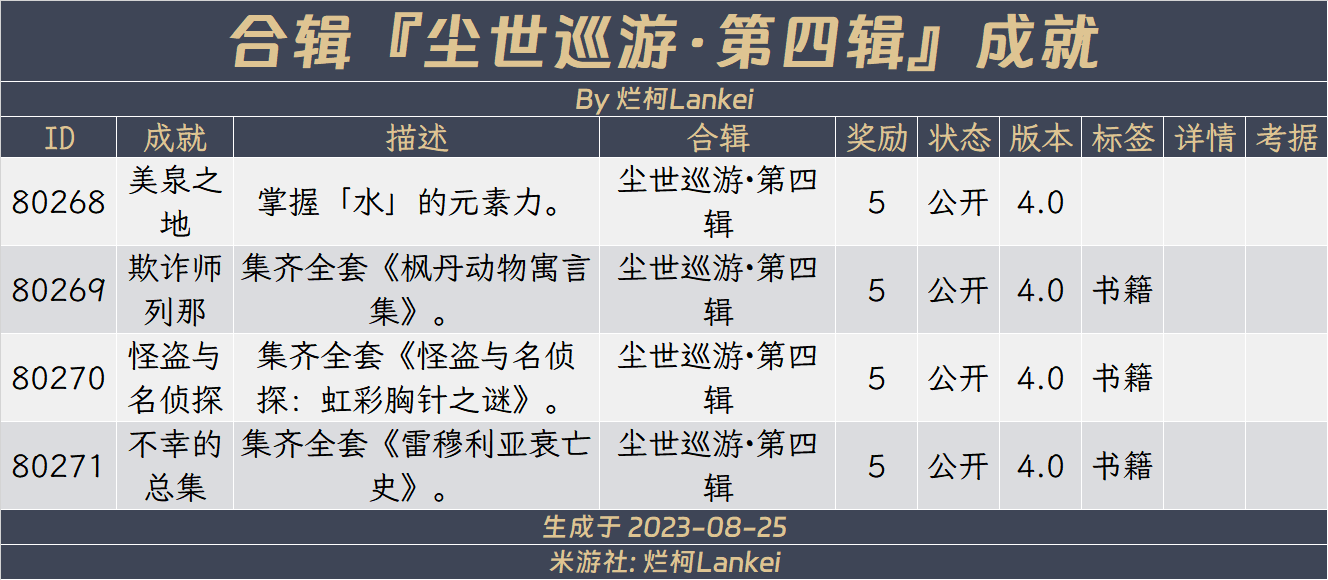 合辑『尘世巡游·第四辑』成就
By 烂柯Lankei
ID 成就 描述 合辑 奖励 状态 版本 标签 详情 考据
80268 美泉之地 掌握「水」的元素力。 尘世巡游·第四辑 5 公开 4.0
80269 欺诈师列那 集齐全套《枫丹动物寓言集》。 尘世巡游·第四辑 5 公开 4.0 书籍
80270 怪盗与名侦探 集齐全套《怪盗与名侦探：虹彩胸针之谜》。 尘世巡游·第四辑 5 公开 4.0 书籍
80271 不幸的总集 集齐全套《雷穆利亚衰亡史》。 尘世巡游·第四辑 5 公开 4.0 书籍
生成于 2023-08-25
米游社: 烂柯Lankei